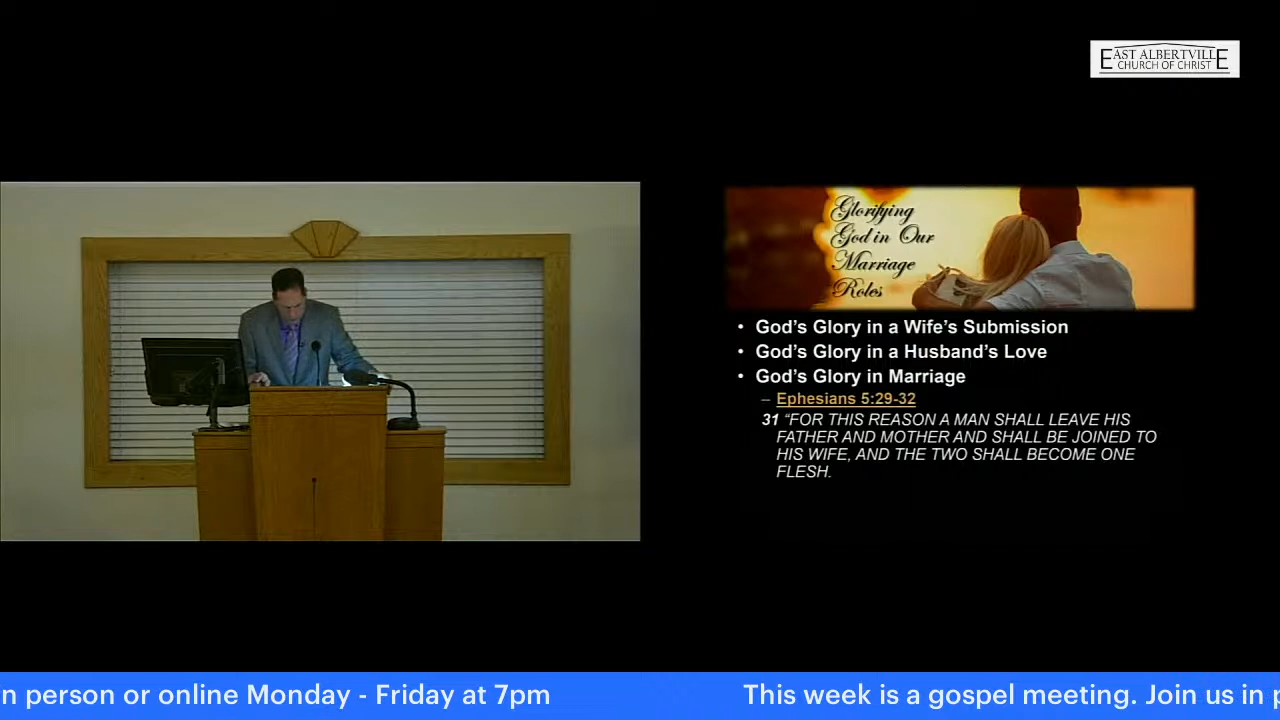 EAST ALBERTVILLE
CHURCH OF CHRIST
Glorifying
God in Our
Marriage
Roles
• God's Glory in a Wife's Submission
• God's Glory in a Husband's Love
• God's Glory in Marriage
– Ephesians 5:29-32
31 “FOR THIS REASON A MAN SHALL LEAVE HIS
FATHER AND MOTHER AND SHALL BE JOINED TO
HIS WIFE, AND THE TWO SHALL BECOME ONE
FLESH.
n person or online Monday - Friday at 7pm
This week is a gospel meeting. Join us in p